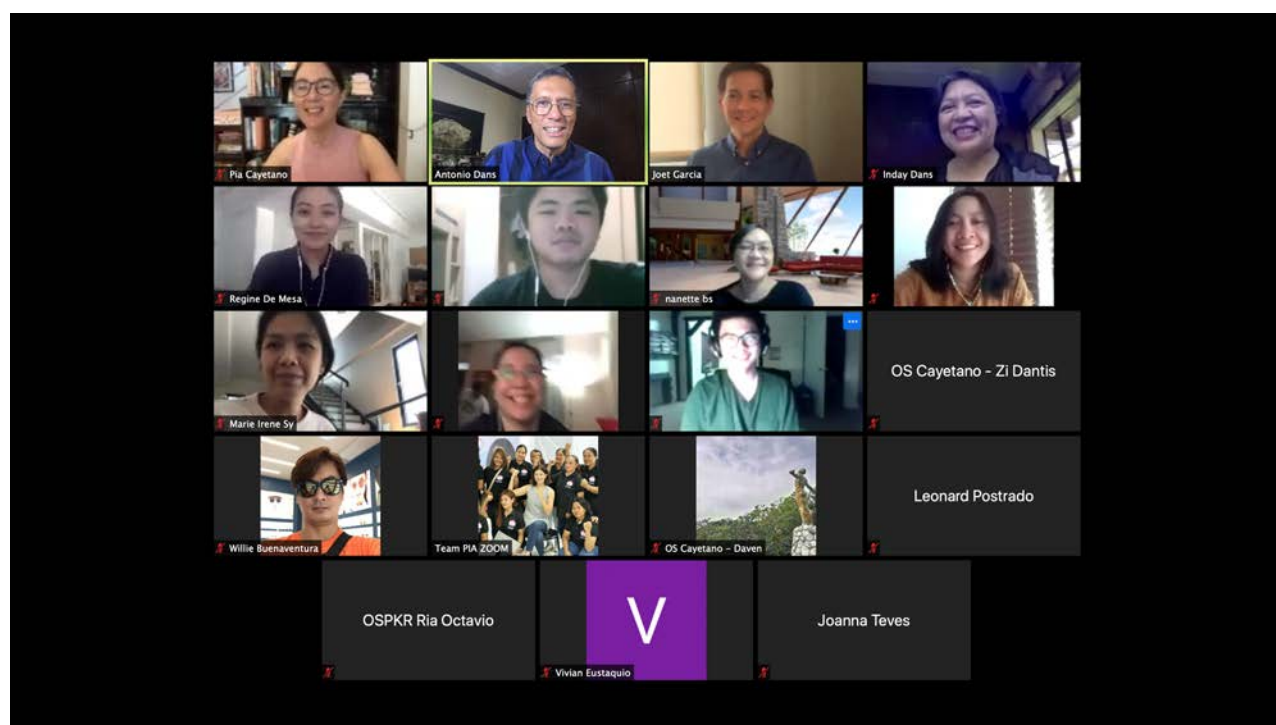 Pia Cayetano
Antonio Dans
Joet Garcia
Inday Dans
Regine De Mesa
nanette bs
Marie Irene Sy
OS Cayetano - Zi Dantis
Willie Buenaventura
Team PIA ZOOM
OS Cayetano - Daven
Leonard Postrado
OSPKR Ria Octavio
V
Vivian Eustaquio
Joanna Teves